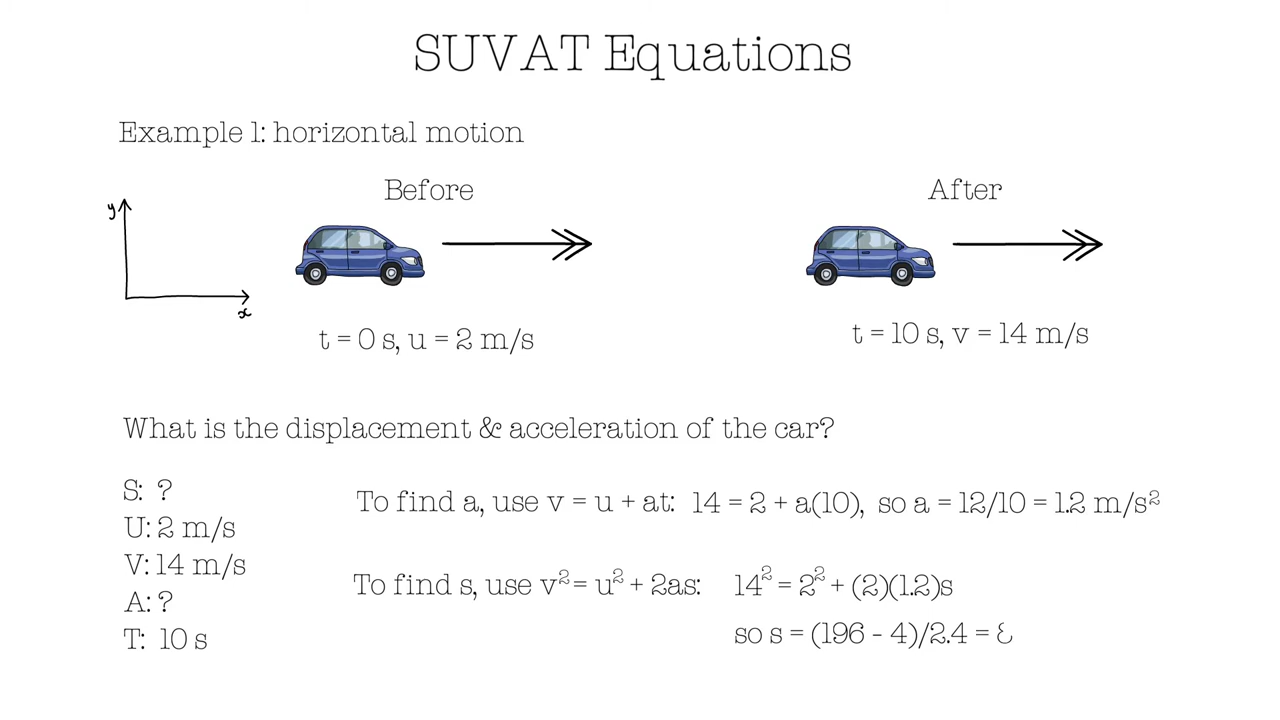 SUVAT Equations
Example 1: horizontal motion
Before
After
y
x
t = 0 s, u = 2 m/s
t = 10 s, v = 14 m/s
What is the displacement & acceleration of the car?
S: ?
U: 2 m/s
V: 14 m/s
A: ?
T: 10 s
To find a, use v = u + at: 14 = 2 + a(10), so a = 12/10 = 1.2 m/s²
To find s, use v² = u² + 2as: 14² = 2² + (2)(1.2)s
so s = (196 - 4)/2.4 =